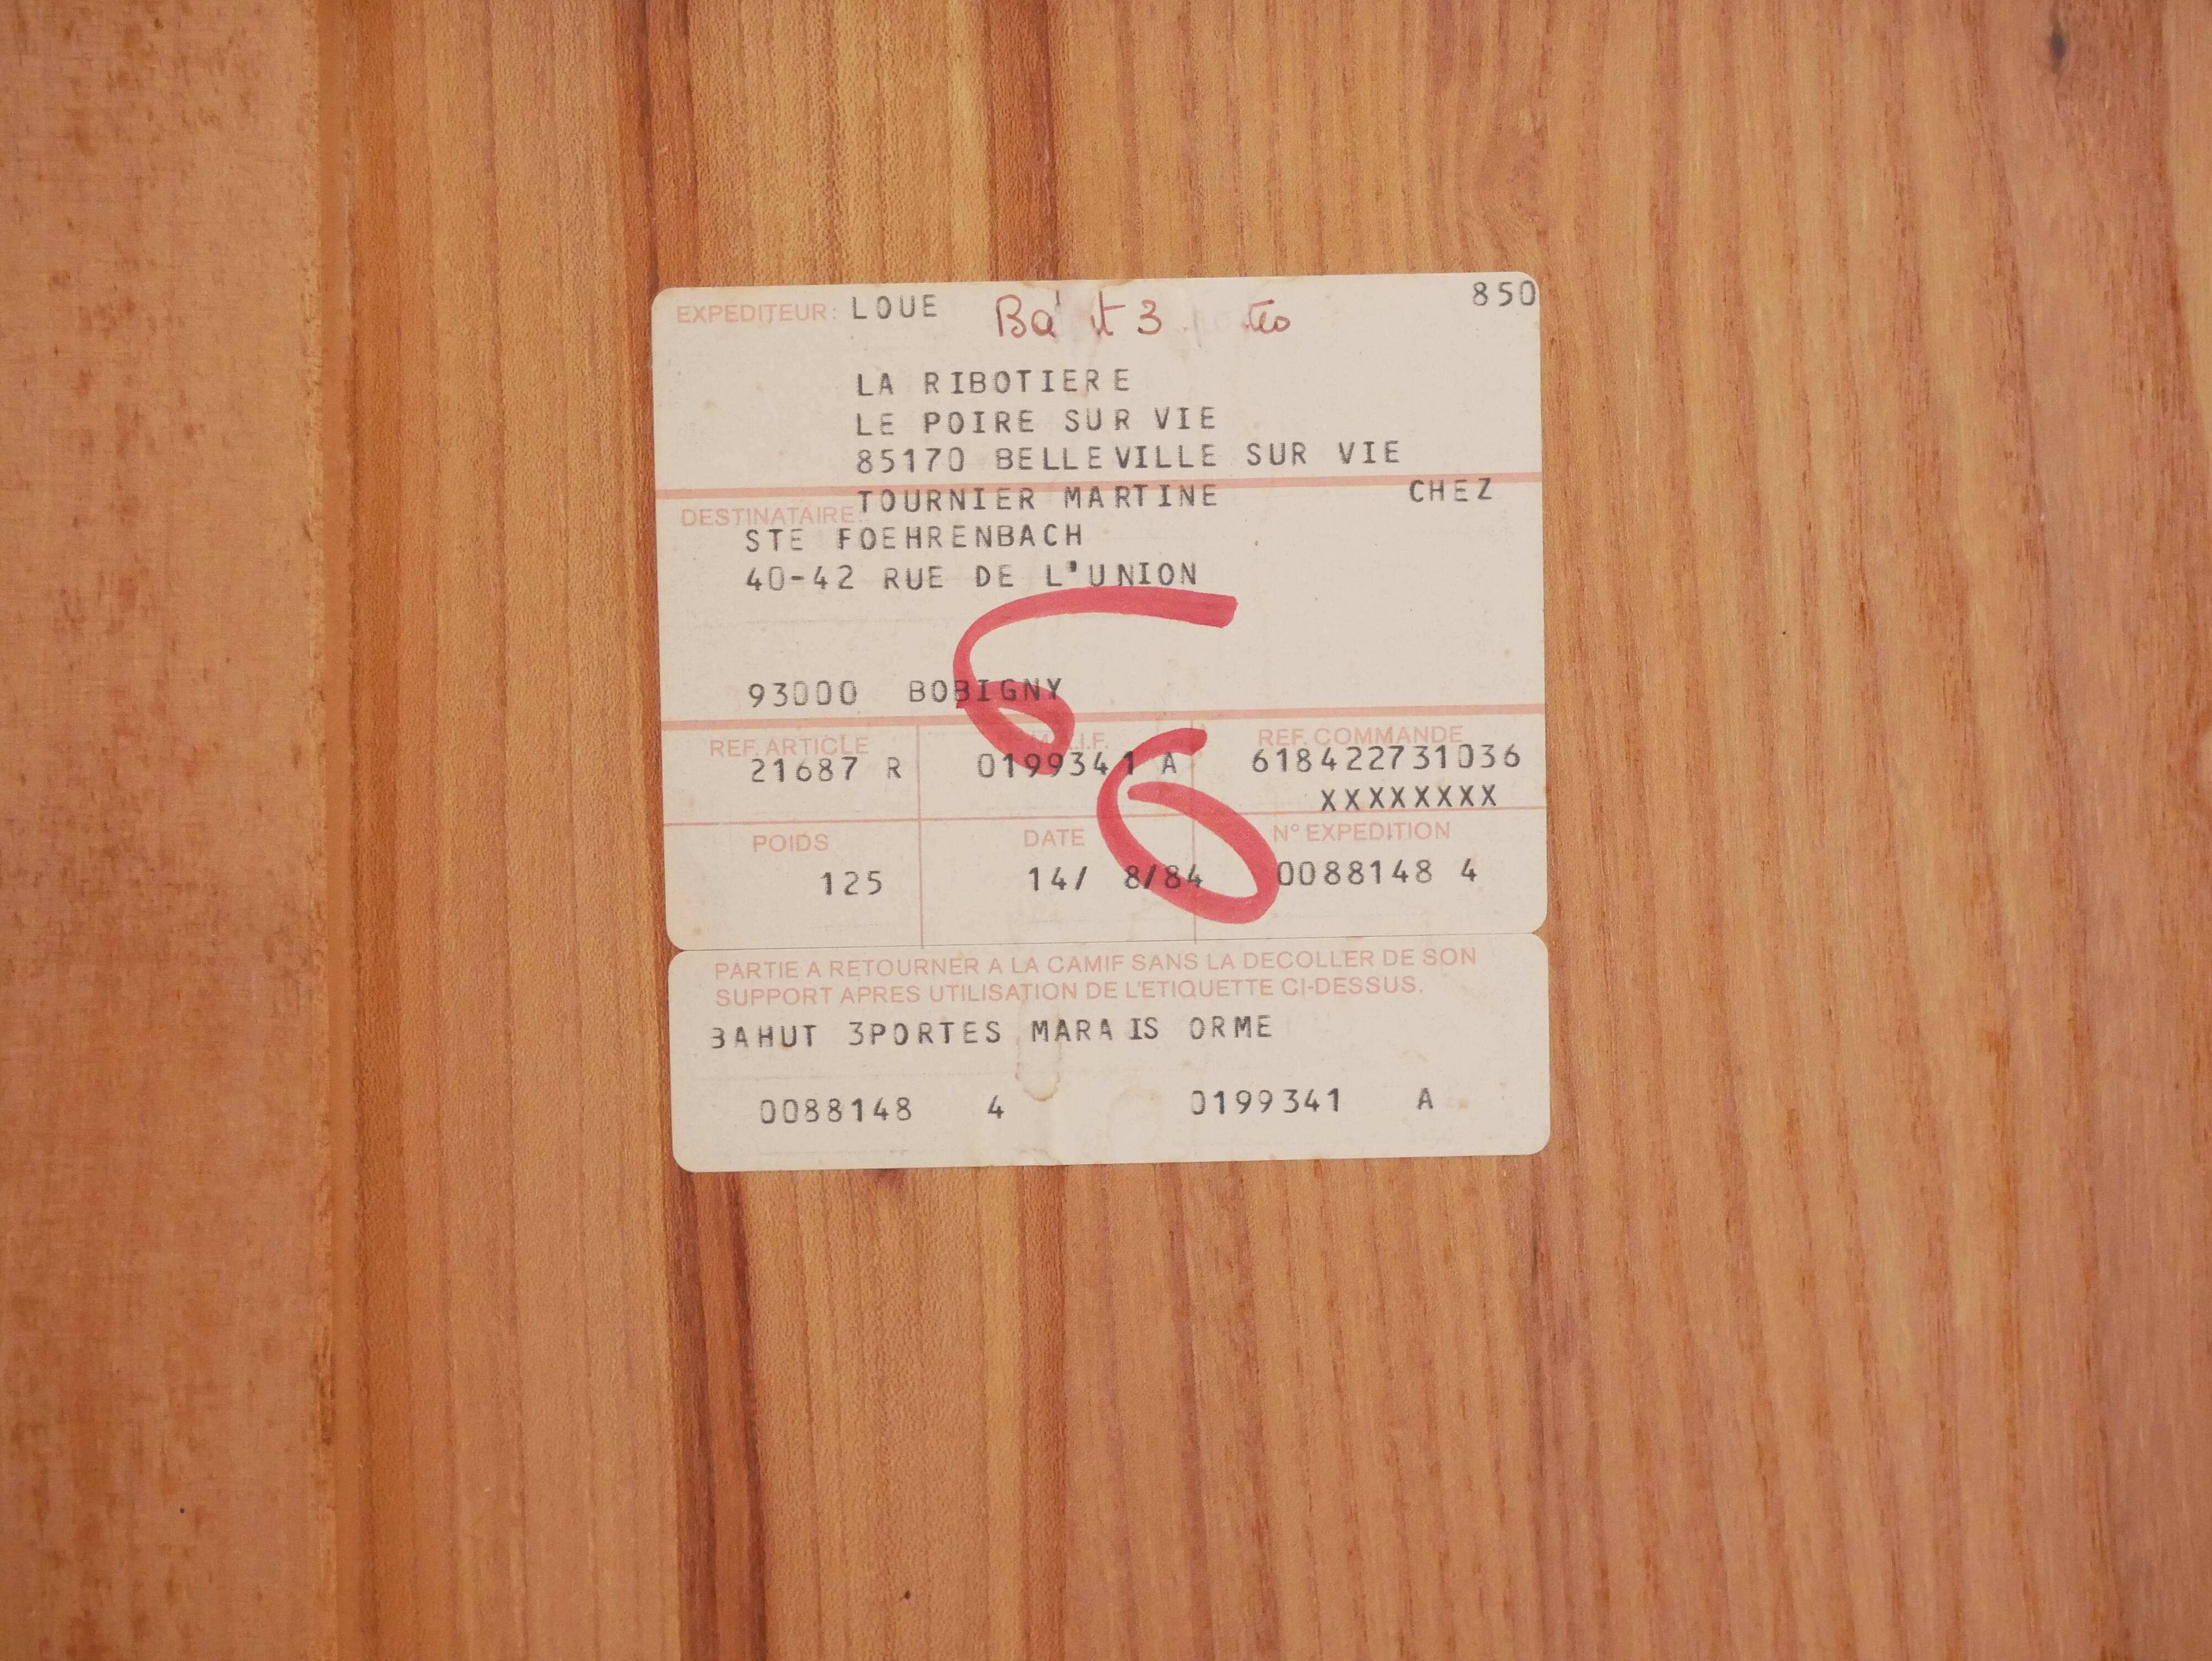 EXPEDITEUR: LOUE 850
Ba t 3 tes
LA RIBOTIERE
LE POIRE SUR VIE
85170 BELLEVILLE SUR VIE
DESTINATAIRE: TOURNIER MARTINE CHEZ
STE FOEHRENBACH
40-42 RUE DE L'UNION
93000 BOBIGNY
REF. ARTICLE REF. COMMANDE
21687 R 0199341 A 618422731036
XXXXXXXX
POIDS DATE N° EXPEDITION
125 14/ 8/84 0088148 4
PARTIE A RETOURNER A LA CAMIF SANS LA DECOLLER DE SON
SUPPORT APRES UTILISATION DE L'ETIQUETTE CI-DESSUS.
BAHUT 3PORTES MARAIS ORME
0088148 4 0199341 A